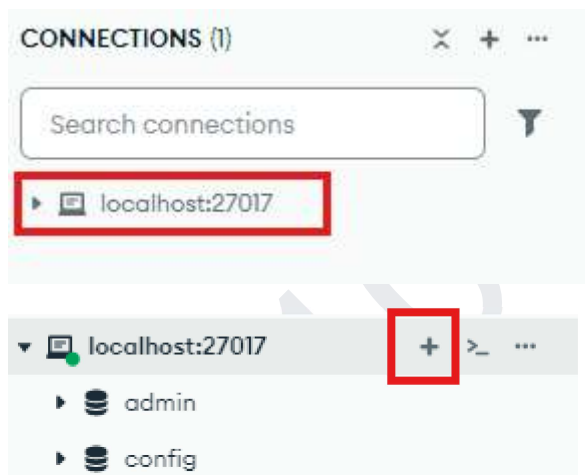 CONNECTIONS (1)
Search connections
localhost:27017
localhost:27017
admin
config